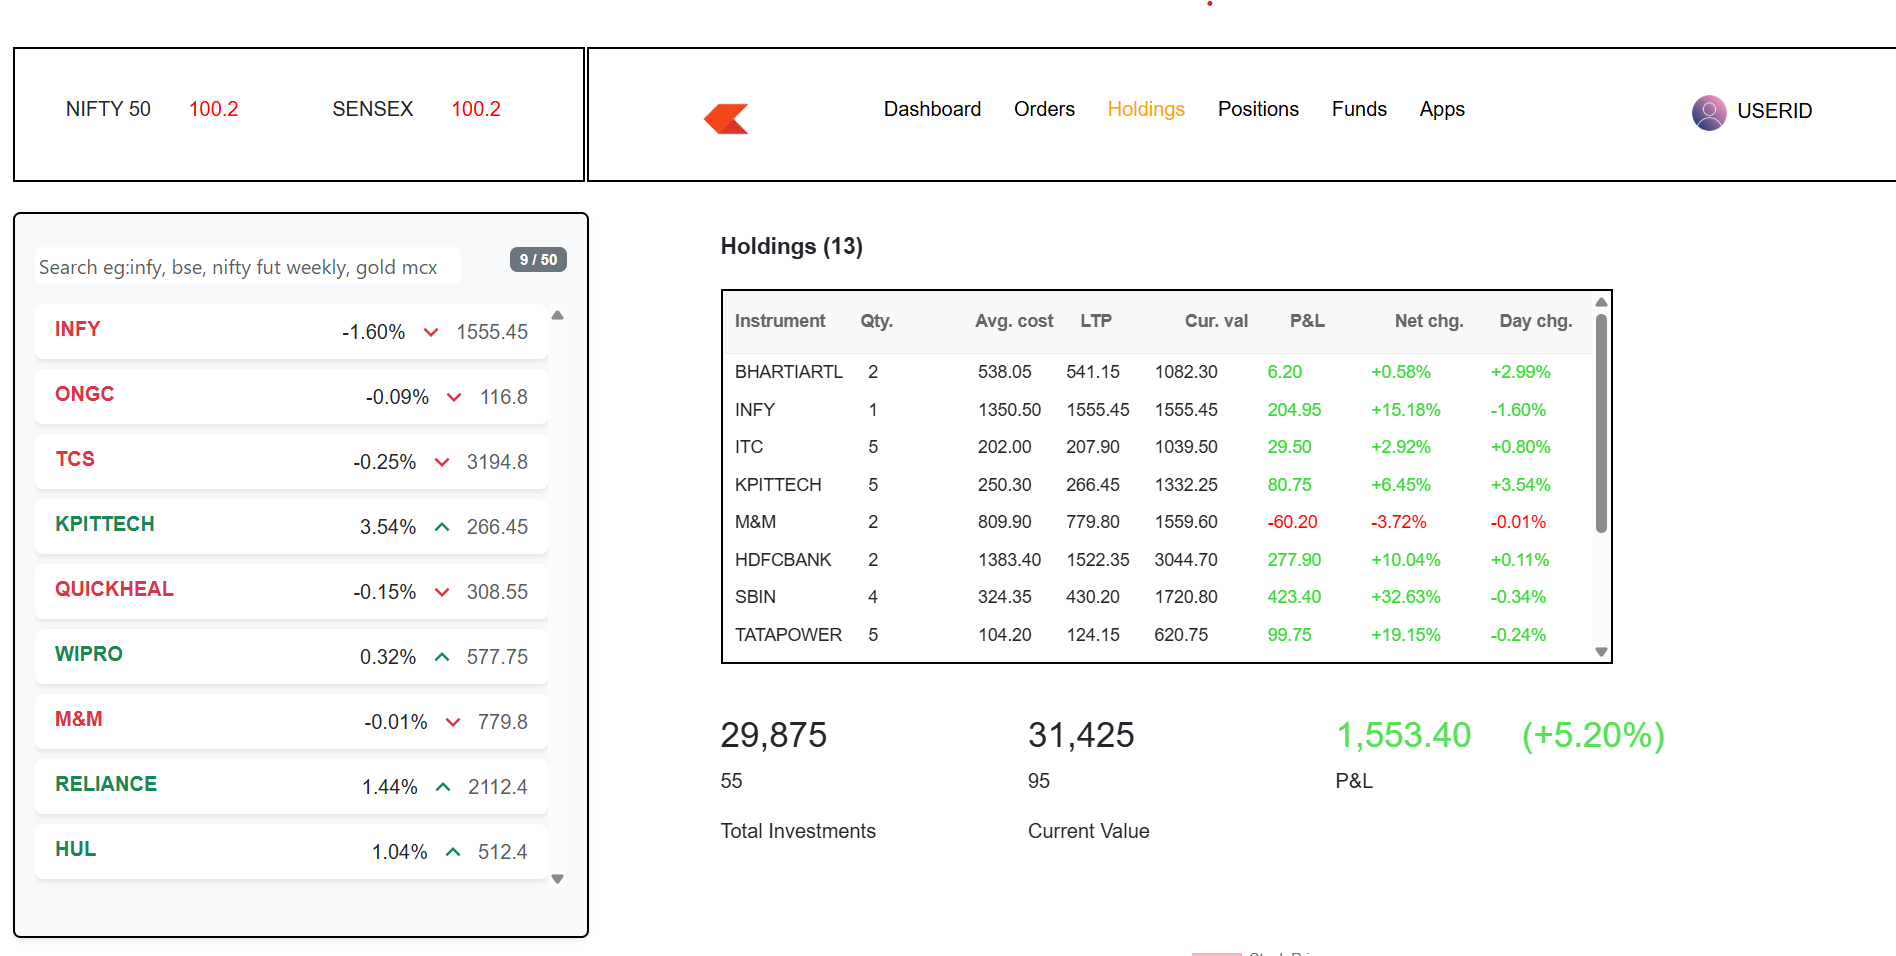 NIFTY 50 100.2 SENSEX 100.2
Dashboard Orders Holdings Positions Funds Apps USERID
Search eg:infy, bse, nifty fut weekly, gold mcx 9 / 50
INFY -1.60% 1555.45
ONGC -0.09% 116.8
TCS -0.25% 3194.8
KPITTECH 3.54% 266.45
QUICKHEAL -0.15% 308.55
WIPRO 0.32% 577.75
M&M -0.01% 779.8
RELIANCE 1.44% 2112.4
HUL 1.04% 512.4
Holdings (13)
Instrument Qty. Avg. cost LTP Cur. val P&L Net chg. Day chg.
BHARTIARTL 2 538.05 541.15 1082.30 6.20 +0.58% +2.99%
INFY 1 1350.50 1555.45 1555.45 204.95 +15.18% -1.60%
ITC 5 202.00 207.90 1039.50 29.50 +2.92% +0.80%
KPITTECH 5 250.30 266.45 1332.25 80.75 +6.45% +3.54%
M&M 2 809.90 779.80 1559.60 -60.20 -3.72% -0.01%
HDFCBANK 2 1383.40 1522.35 3044.70 277.90 +10.04% +0.11%
SBIN 4 324.35 430.20 1720.80 423.40 +32.63% -0.34%
TATAPOWER 5 104.20 124.15 620.75 99.75 +19.15% -0.24%
29,875 31,425 1,553.40 (+5.20%)
55 95 P&L
Total Investments Current Value